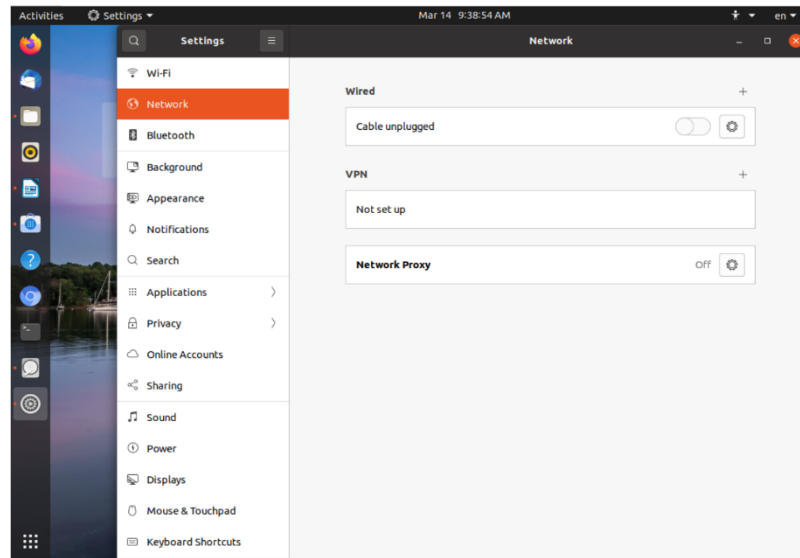 Activities Settings Mar 14 9:38:54 AM en
Settings Network
Wi-Fi
Network
Bluetooth
Background
Appearance
Notifications
Search
Applications
Privacy
Online Accounts
Sharing
Sound
Power
Displays
Mouse & Touchpad
Keyboard Shortcuts
Wired
Cable unplugged
VPN
Not set up
Network Proxy Off